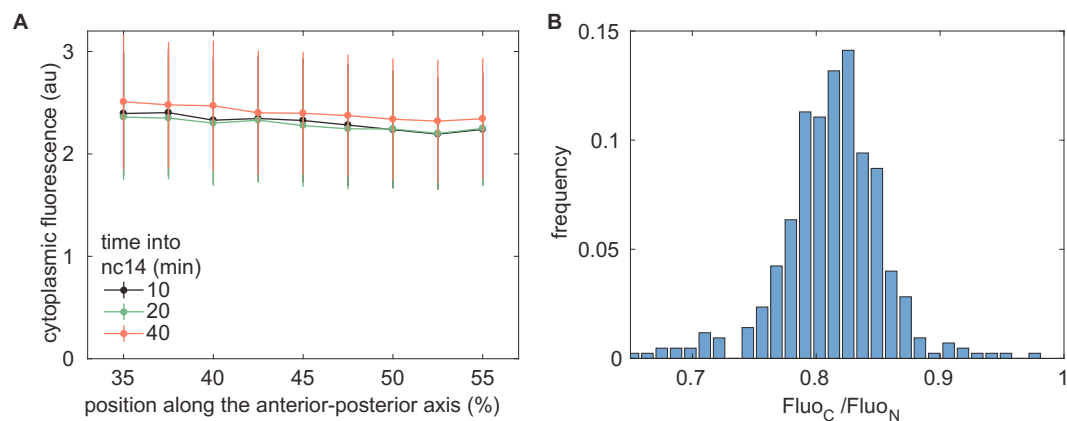 A
cytoplasmic fluorescence (au)
3
2
1
0
time into
nc14 (min)
10
20
40
35
40
45
50
55
position along the anterior-posterior axis (%)
B
frequency
0.15
0.1
0.05
0
0.7
0.8
0.9
1
Fluo_C /Fluo_N